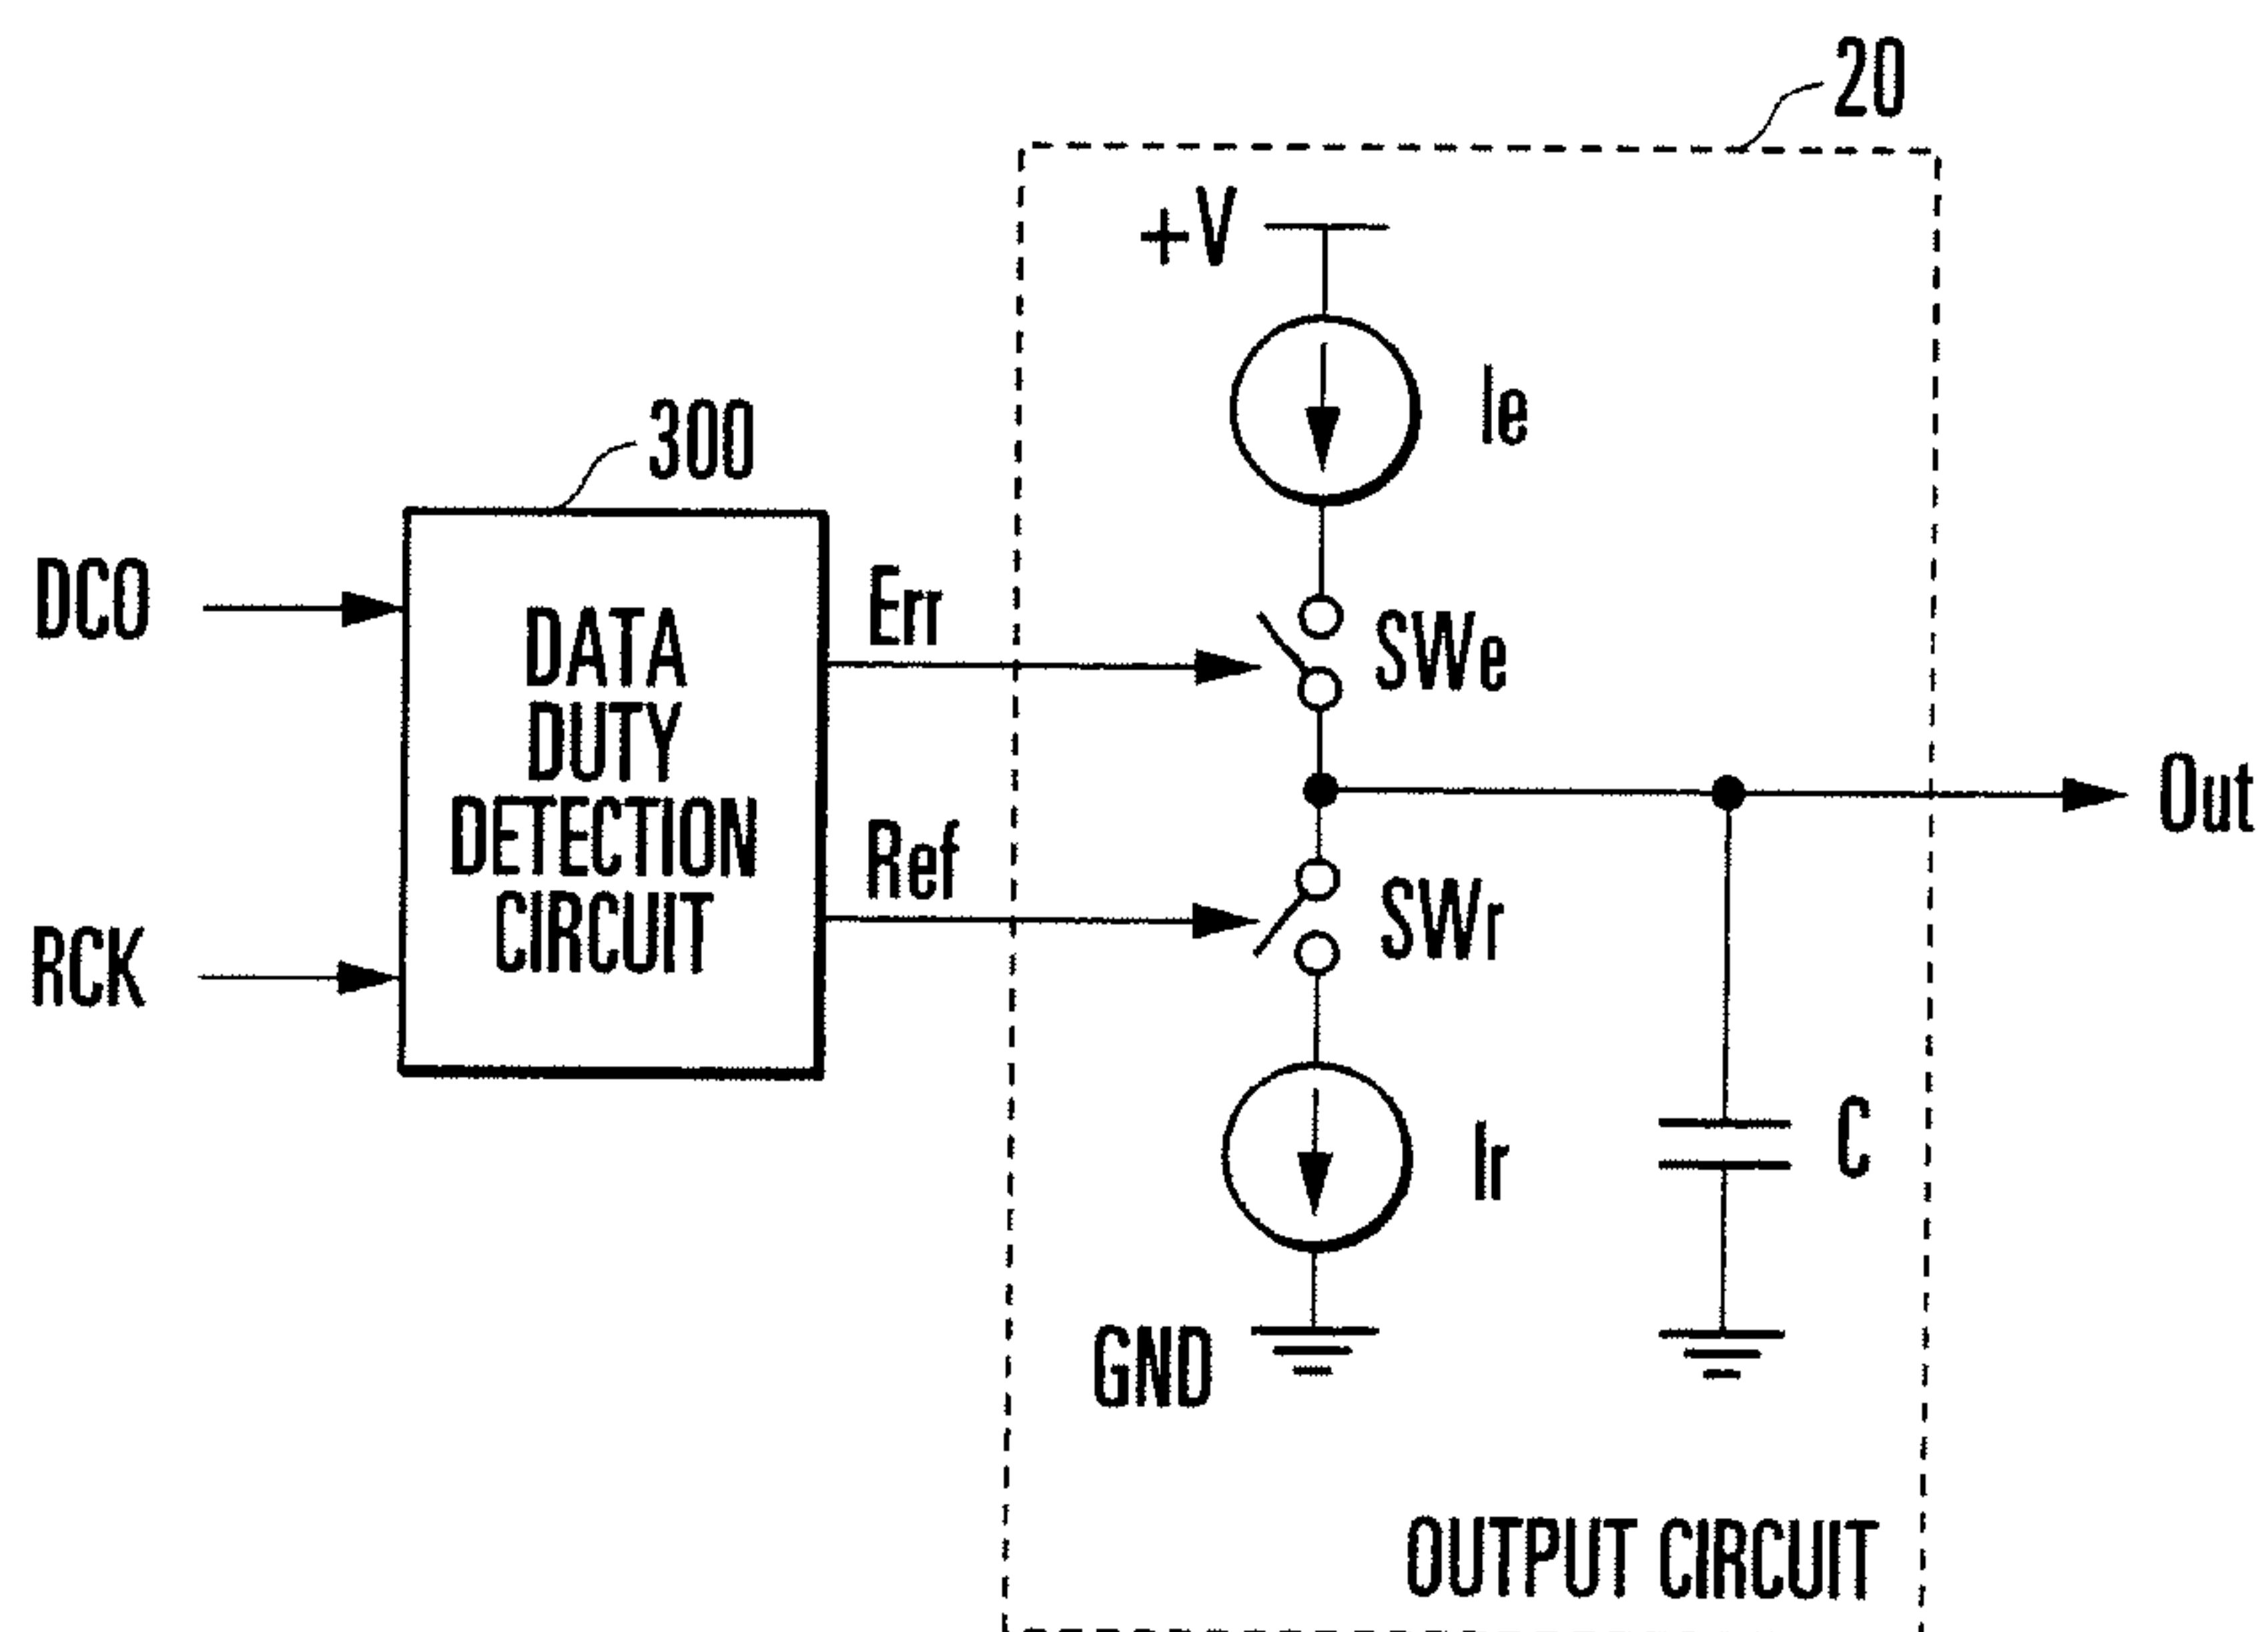 20
+V
Ie
300
DCO
Err
SWe
DATA
DUTY
DETECTION
CIRCUIT
Out
Ref
SWr
RCK
Ir
C
GND
OUTPUT CIRCUIT